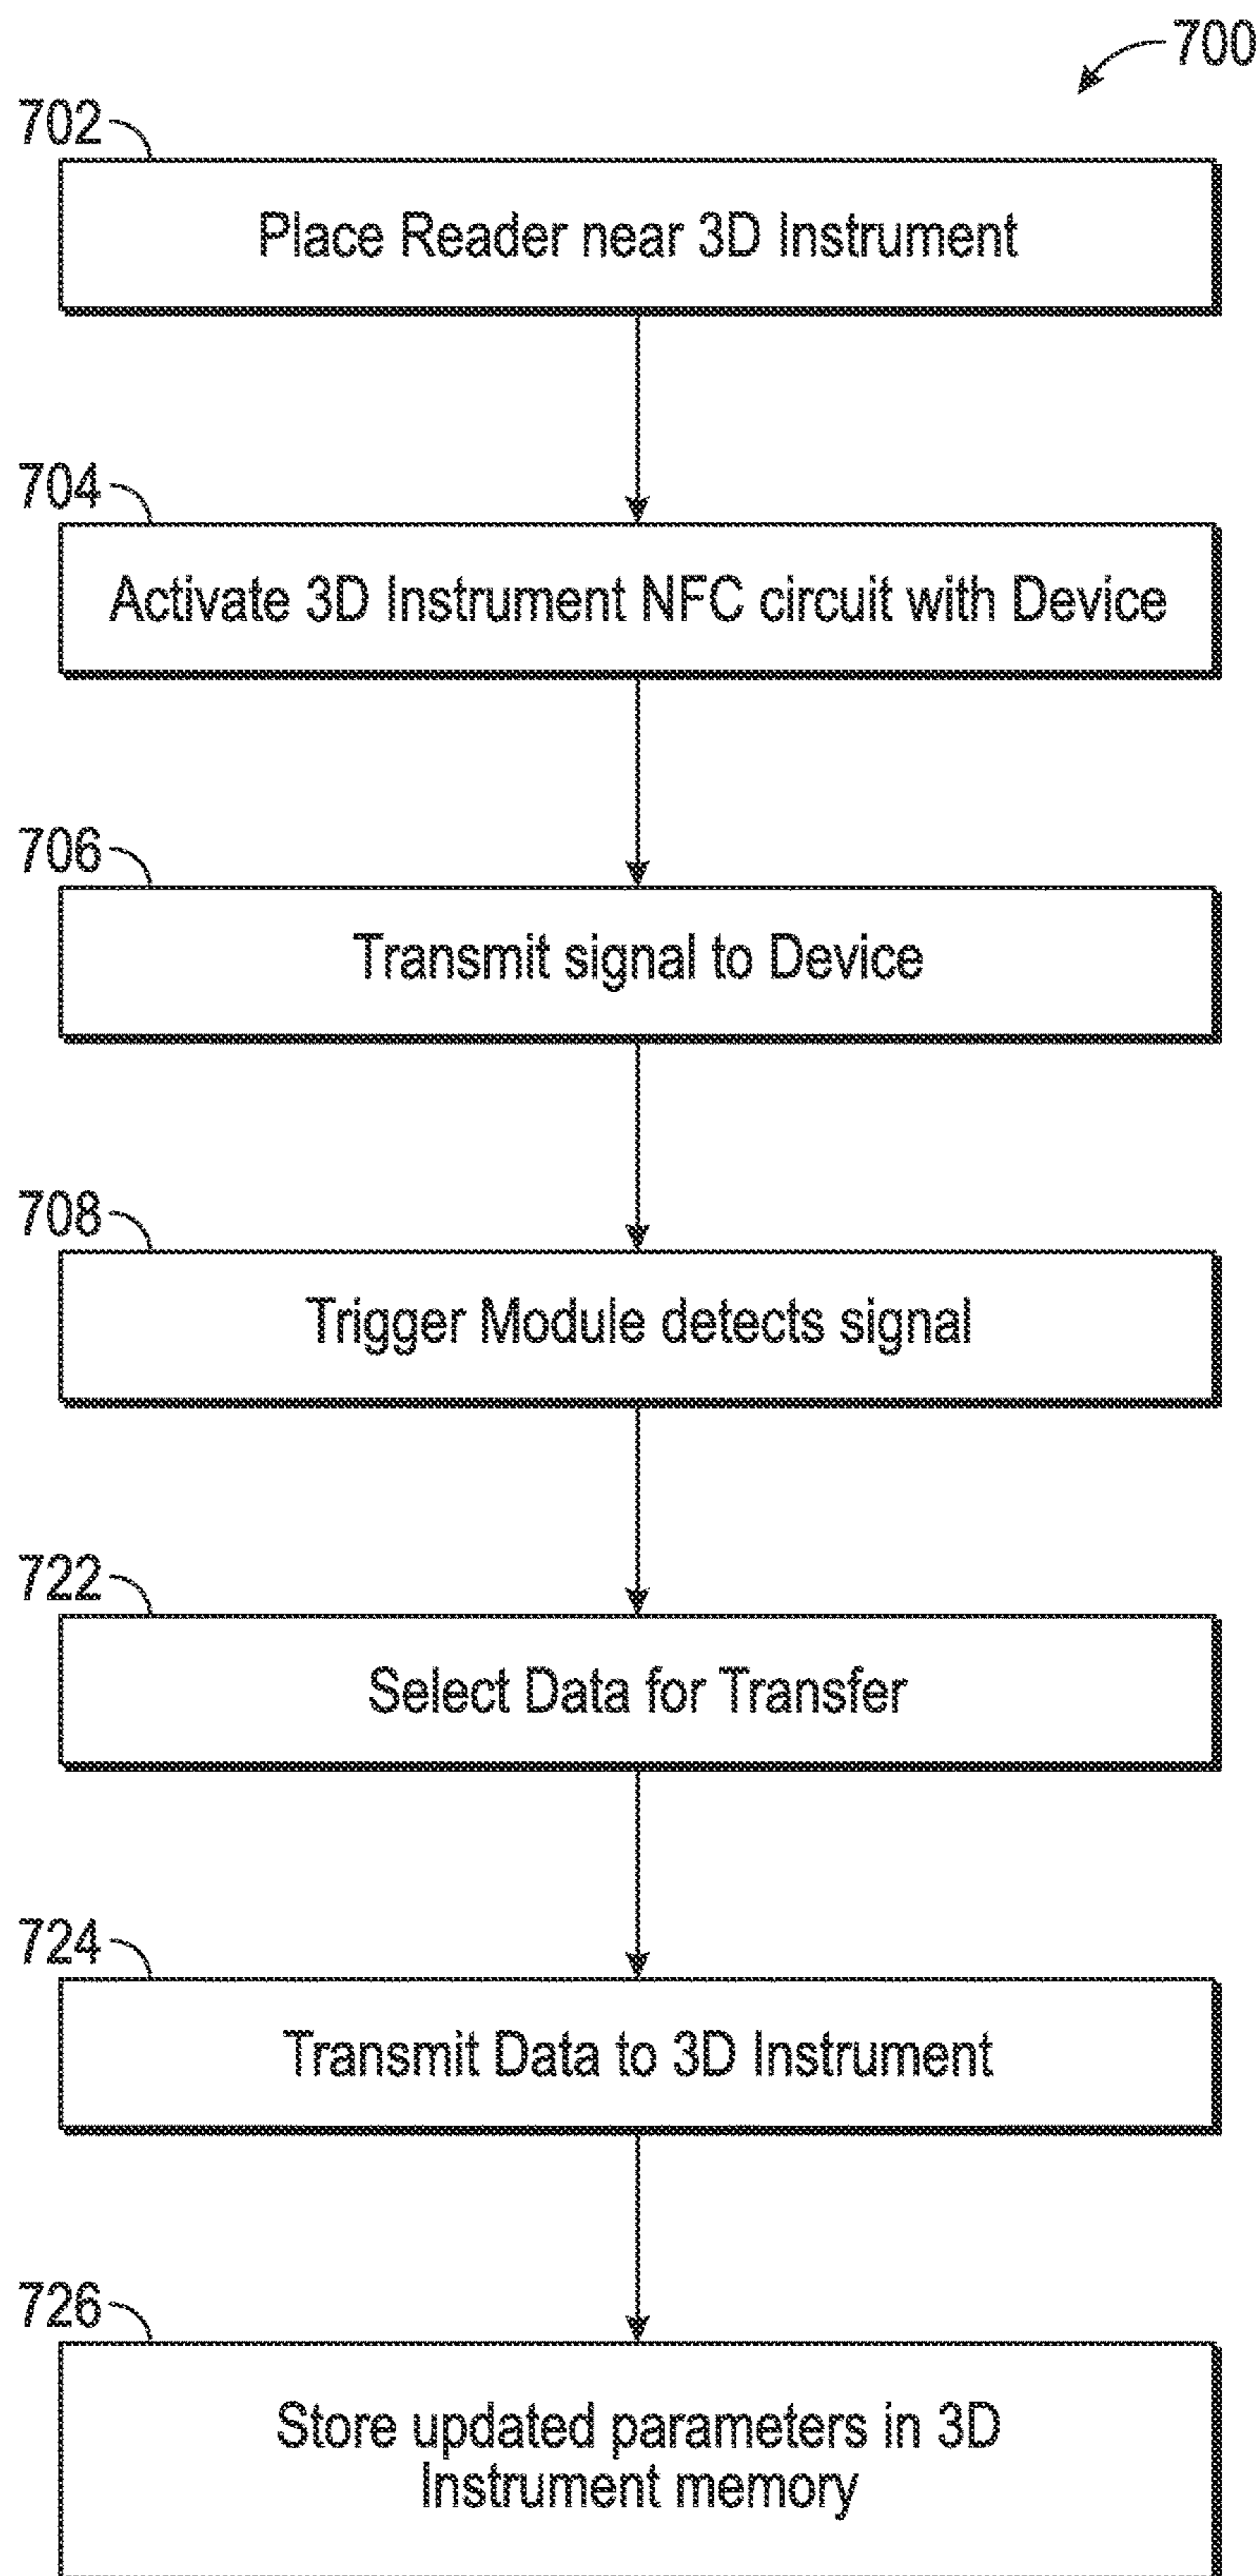 700
702
Place Reader near 3D Instrument
704
Activate 3D Instrument NFC circuit with Device
706
Transmit signal to Device
708
Trigger Module detects signal
722
Select Data for Transfer
724
Transmit Data to 3D Instrument
726
Store updated parameters in 3D
Instrument memory